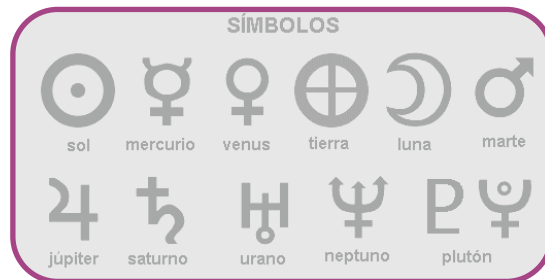 SÍMBOLOS
sol mercurio venus tierra luna marte
júpiter saturno urano neptuno plutón